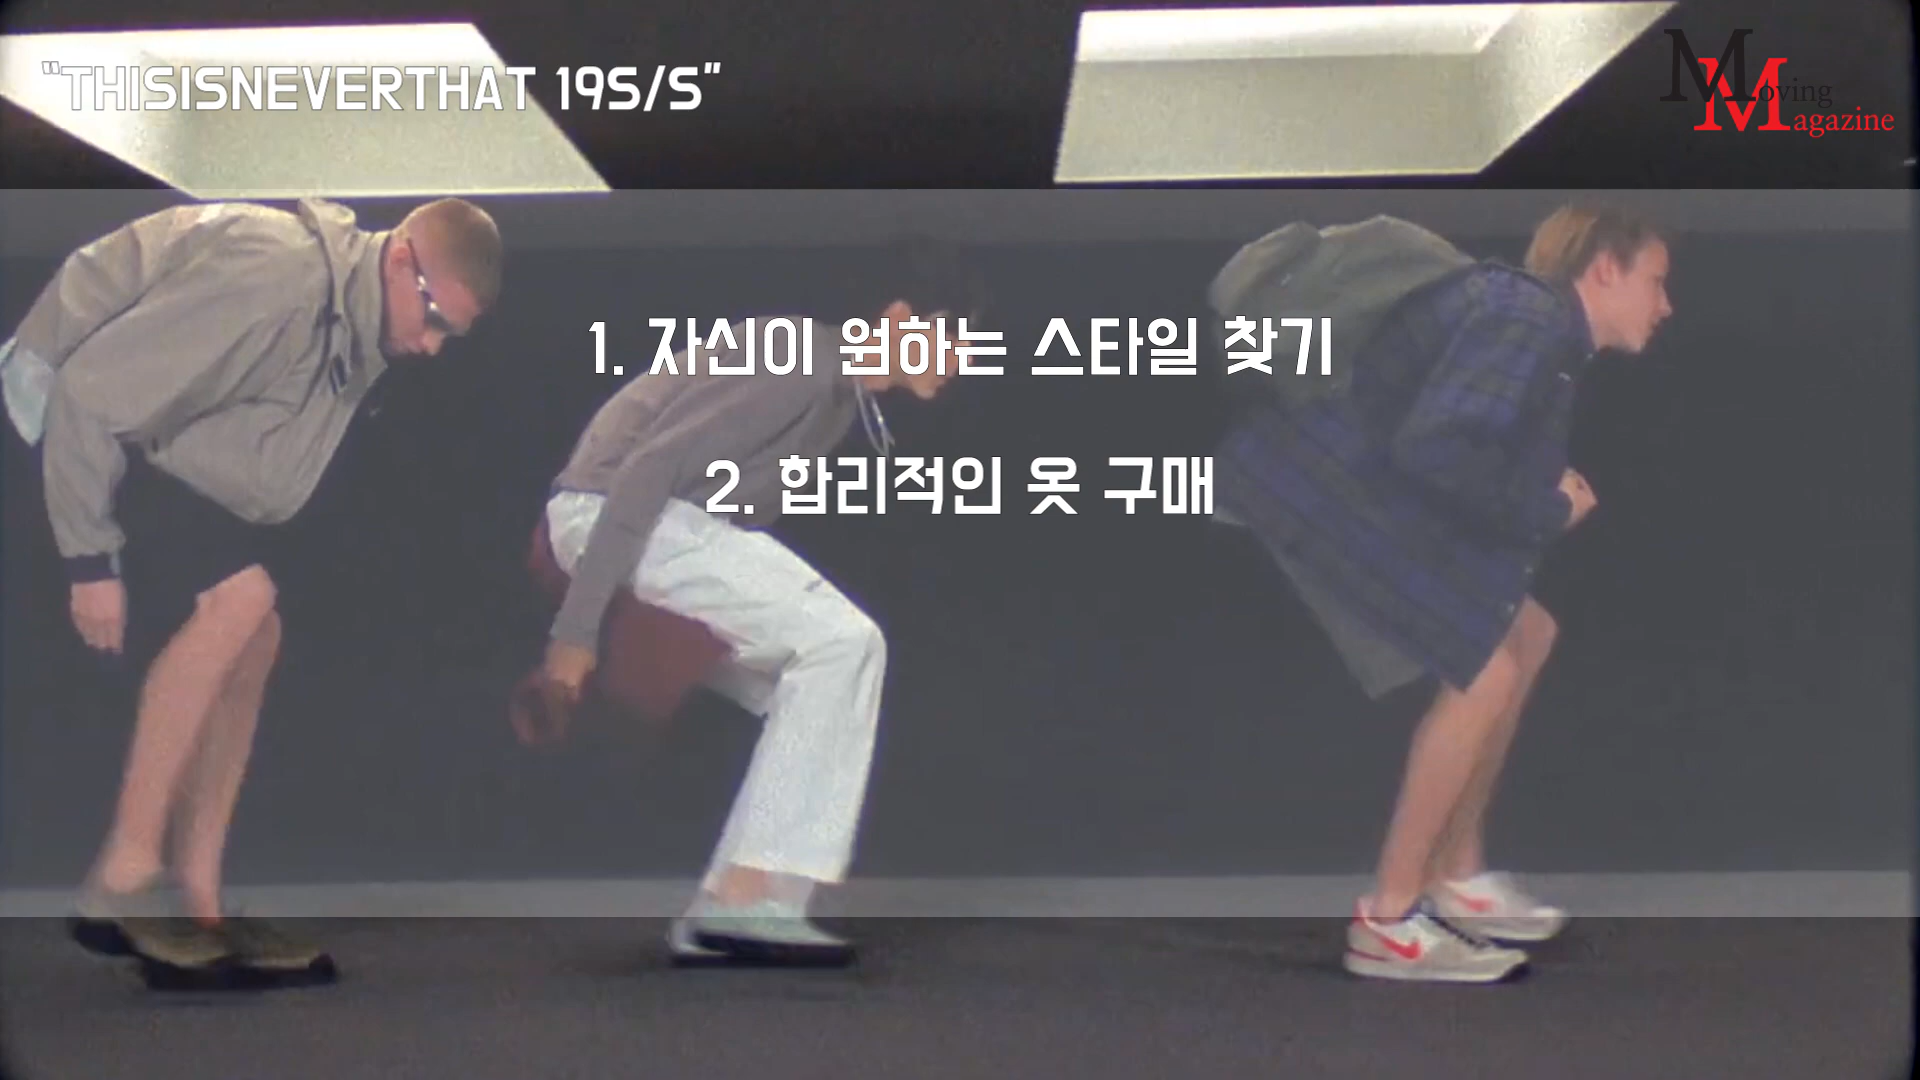 "THISISNEVERTHAT 19S/S"
Moving
Magazine
1. 자신이 원하는 스타일 찾기
2. 합리적인 옷 구매